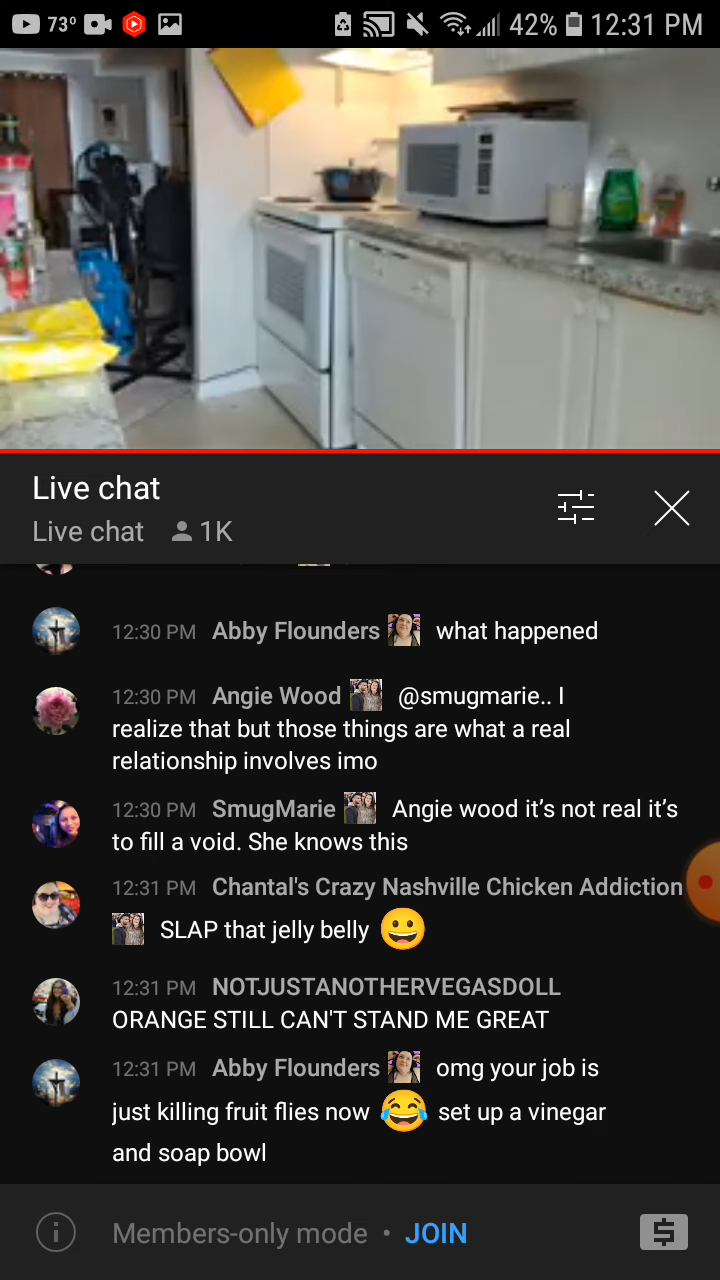 73° 42% 12:31 PM
Live chat
Live chat 1K
12:30 PM Abby Flounders what happened
12:30 PM Angie Wood @smugmarie.. I
realize that but those things are what a real
relationship involves imo
12:30 PM SmugMarie Angie wood it’s not real it’s
to fill a void. She knows this
12:31 PM Chantal's Crazy Nashville Chicken Addiction
SLAP that jelly belly 😀
12:31 PM NOTJUSTANOTHERVEGASDOLL
ORANGE STILL CAN'T STAND ME GREAT
12:31 PM Abby Flounders omg your job is
just killing fruit flies now 😂 set up a vinegar
and soap bowl
Members-only mode • JOIN